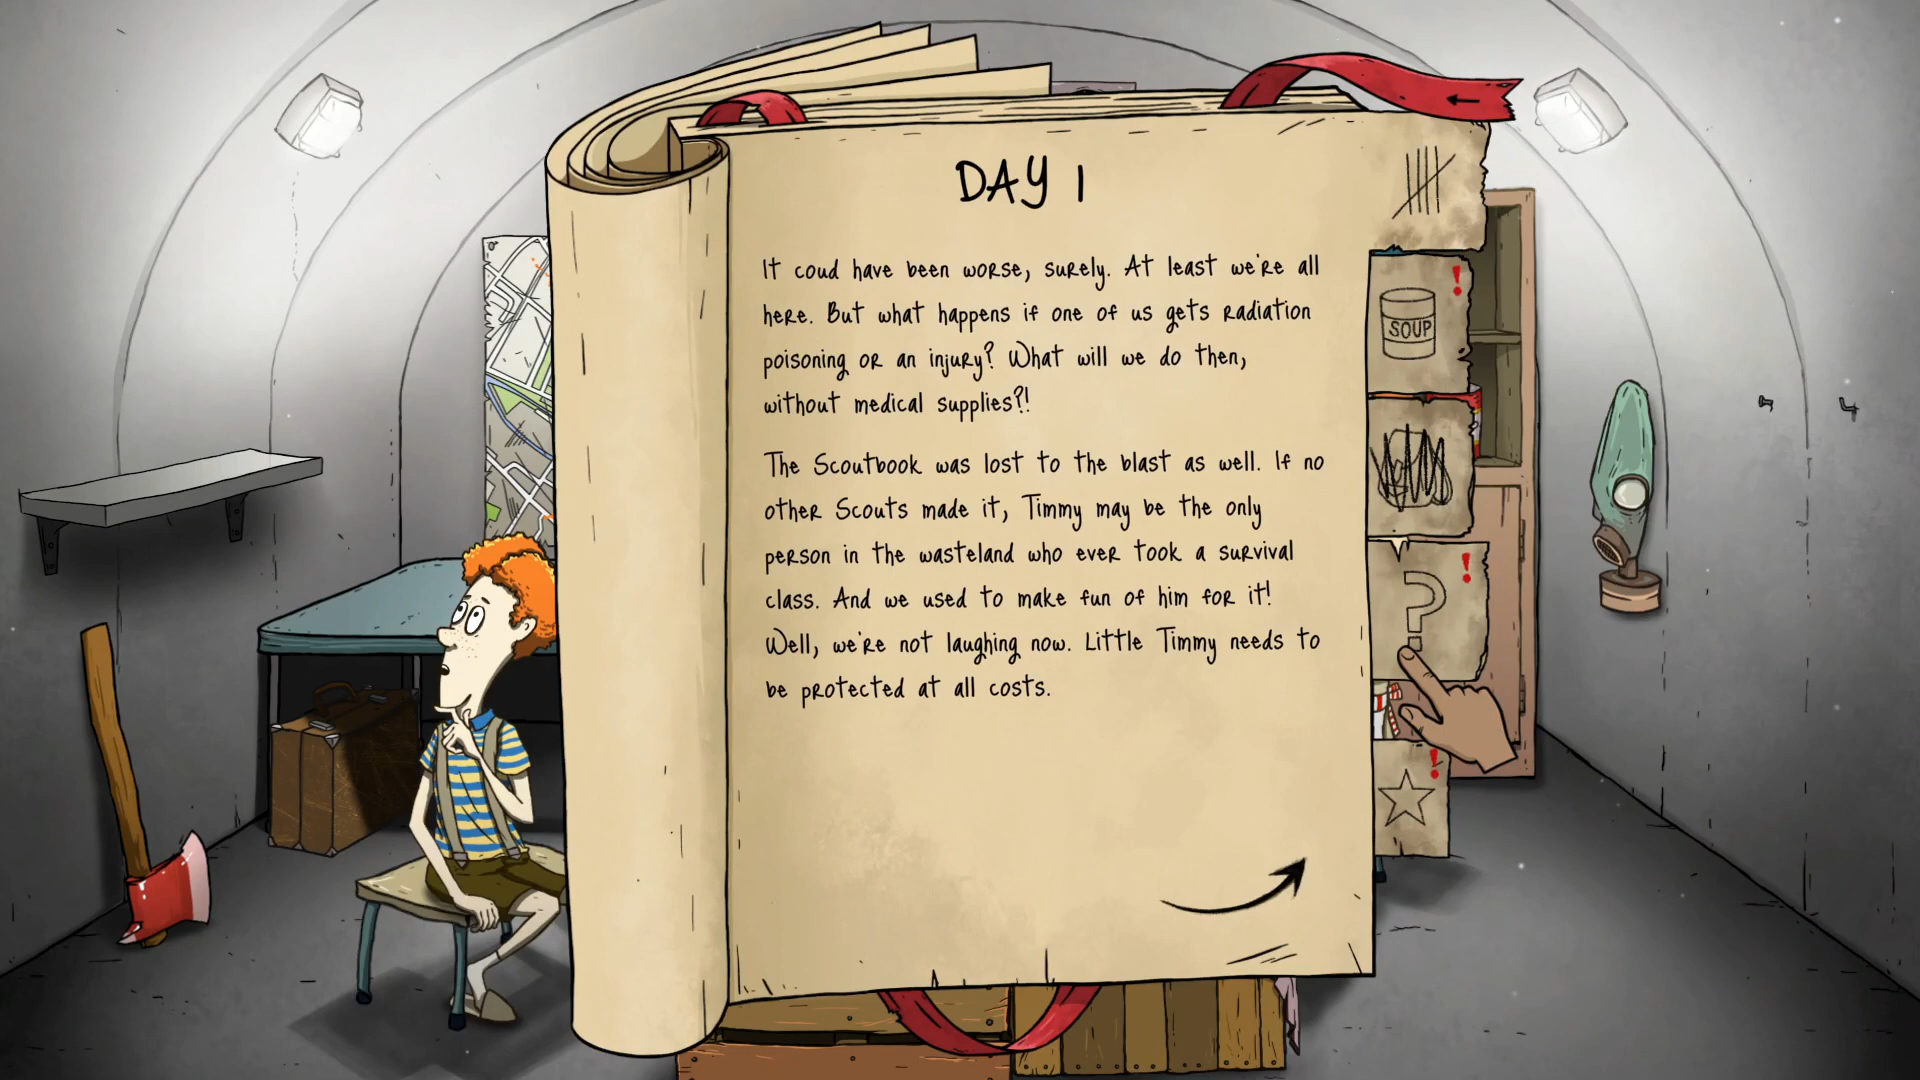 DAY 1
It coud have been worse, surely. At least we're all
here. But what happens if one of us gets radiation
poisoning or an injury? What will we do then,
without medical supplies?!
The Scoutbook was lost to the blast as well. If no
other Scouts made it, Timmy may be the only
person in the wasteland who ever took a survival
class. And we used to make fun of him for it!
Well, we're not laughing now. Little Timmy needs to
be protected at all costs.
!
SOUP
!
?
!